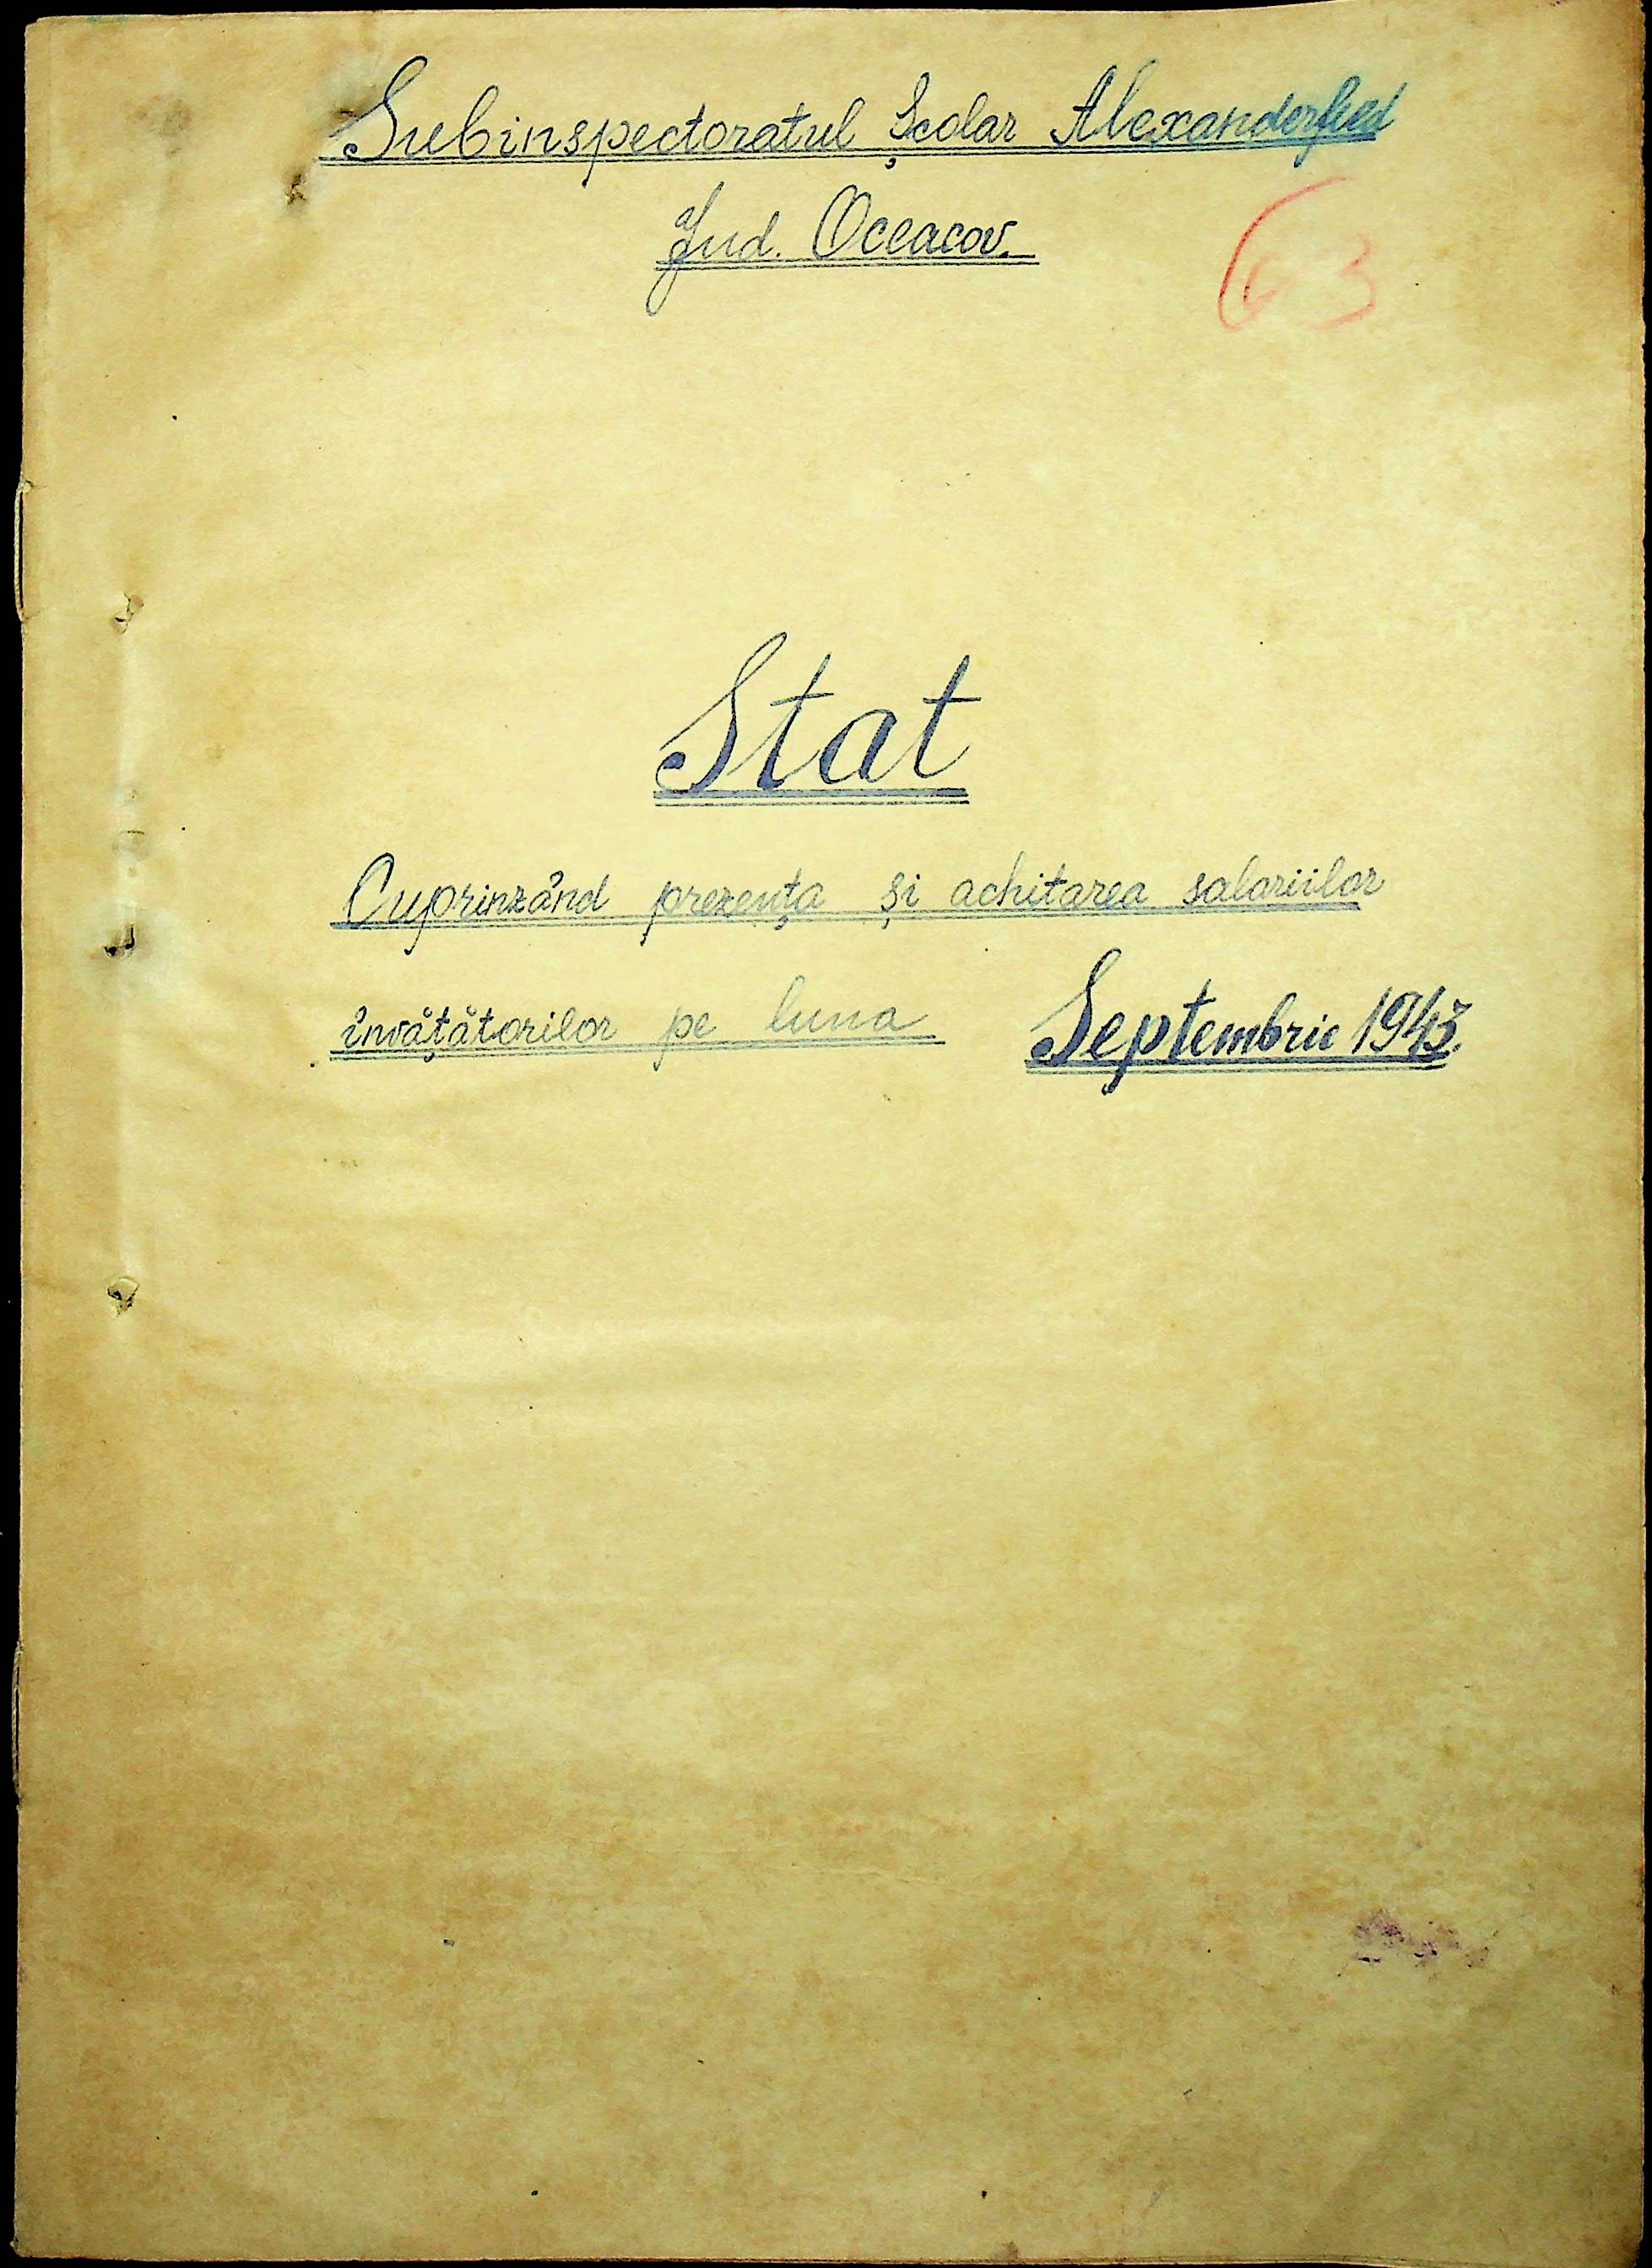 Subinspectoratul Școlar Alexanderfeld
Jud. Oceacov.
63
Stat
Cuprinzând prezența și achitarea salariilor
învățătorilor pe luna Septembrie 1943.